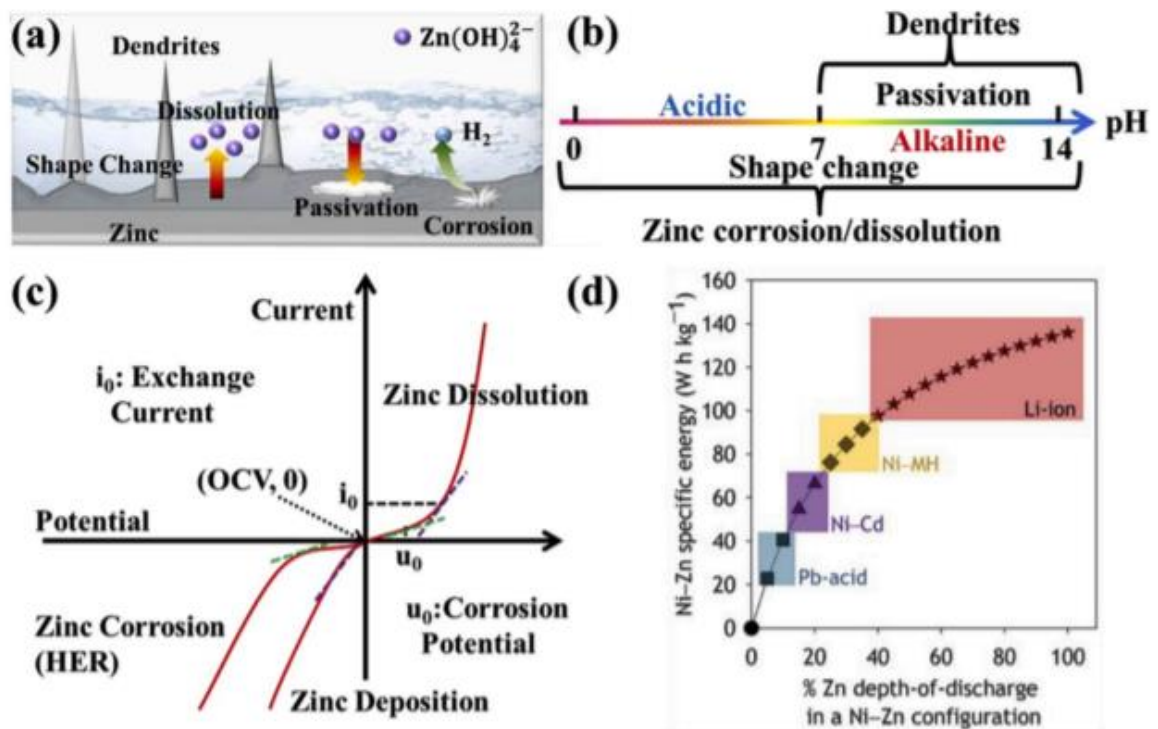 (a)
Dendrites
Zn(OH)₄²⁻
Dissolution
H₂
Shape Change
Passivation
Corrosion
Zinc
(b)
Dendrites
Passivation
Acidic
pH
0
7
14
Alkaline
Shape change
Zinc corrosion/dissolution
(c)
Current
i₀: Exchange
Current
Zinc Dissolution
(OCV, 0)
i₀
Potential
u₀
Zinc Corrosion
(HER)
u₀:Corrosion
Potential
Zinc Deposition
(d)
Ni–Zn specific energy (W h kg⁻¹)
160
140
120
100
80
60
40
20
0
Li-ion
Ni–MH
Ni–Cd
Pb-acid
0 20 40 60 80 100
% Zn depth-of-discharge
in a Ni–Zn configuration